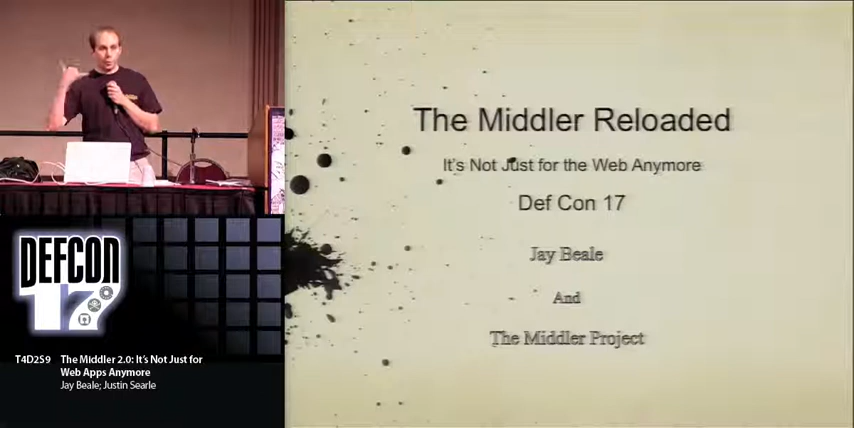 The Middler Reloaded
It's Not Just for the Web Anymore
Def Con 17
Jay Beale
And
The Middler Project
DEFCON
17
T4D2S9 The Middler 2.0: It's Not Just for
Web Apps Anymore
Jay Beale; Justin Searle